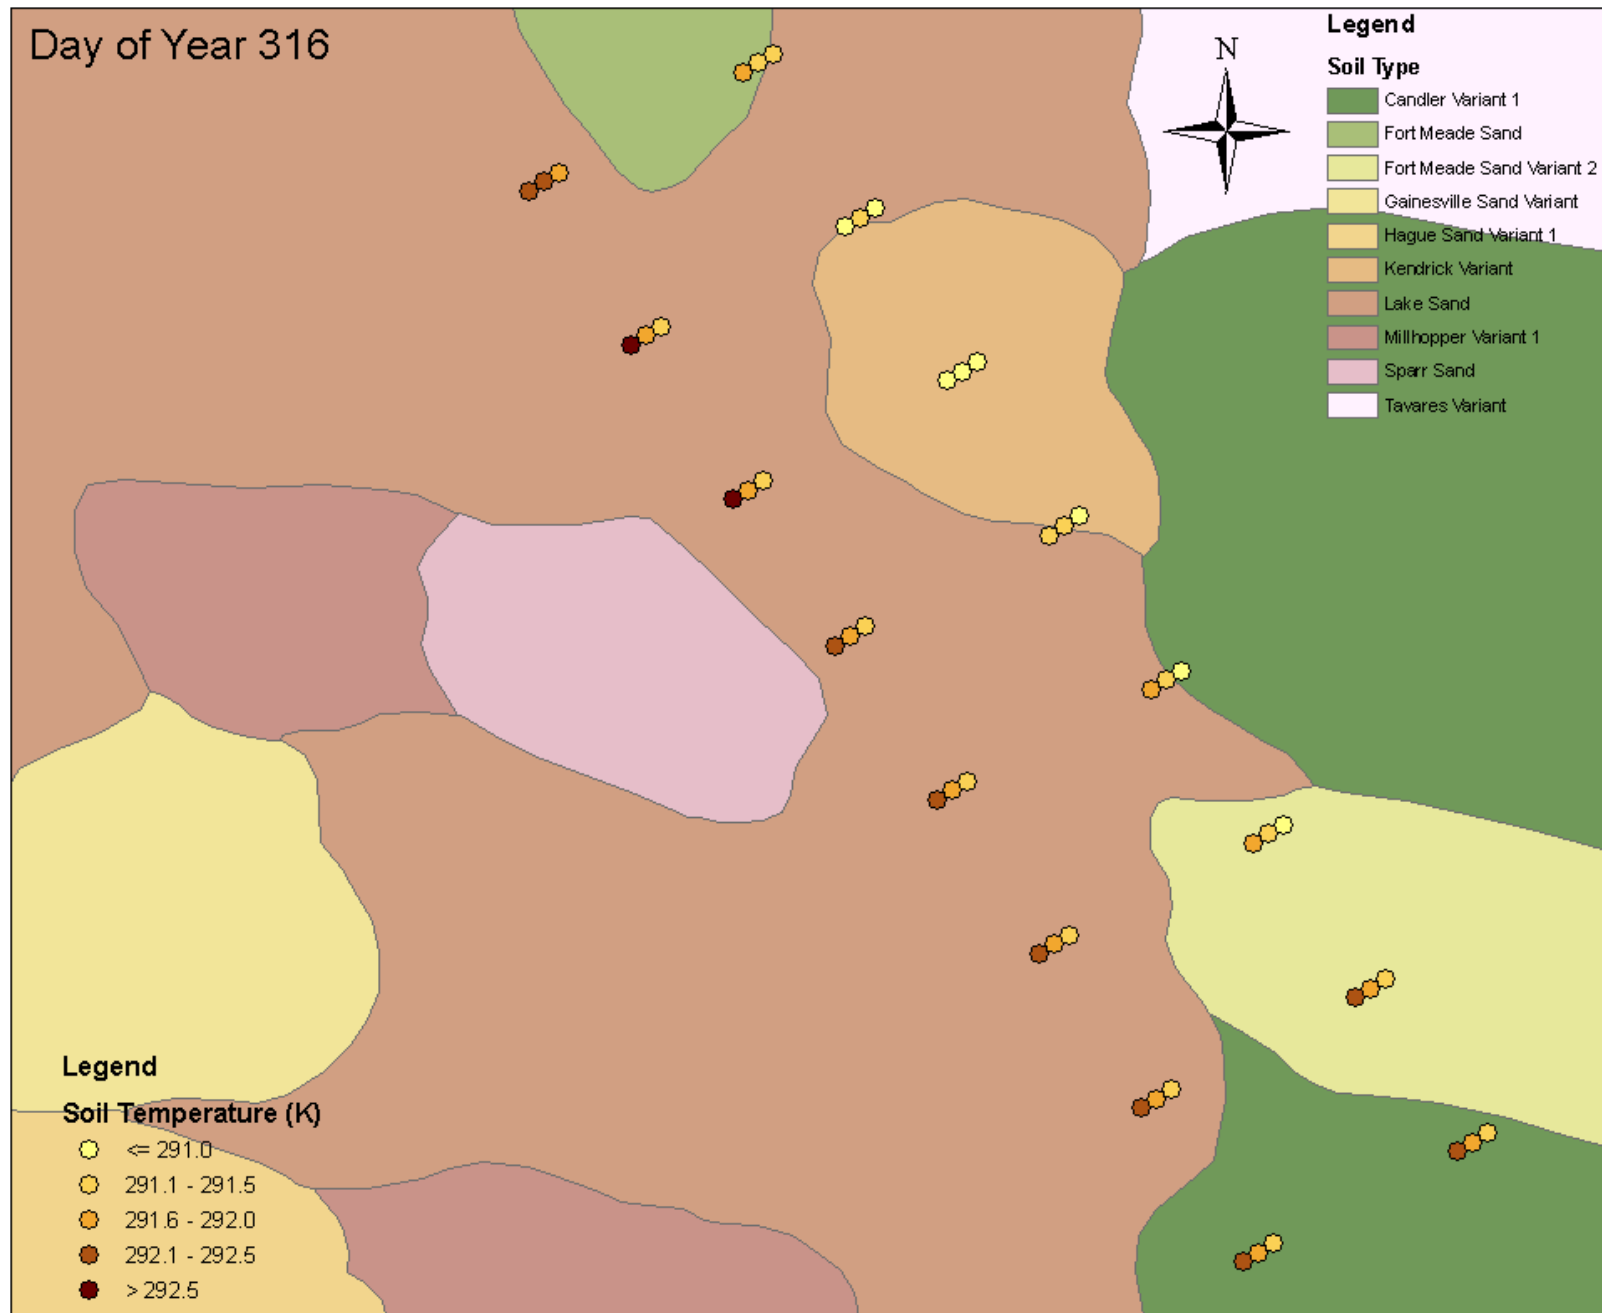 Day of Year 316
N
Legend
Soil Type
Candler Variant 1
Fort Meade Sand
Fort Meade Sand Variant 2
Gainesville Sand Variant
Hague Sand Variant 1
Kendrick Variant
Lake Sand
Millhopper Variant 1
Sparr Sand
Tavares Variant
Legend
Soil Temperature (K)
<= 291.0
291.1 - 291.5
291.6 - 292.0
292.1 - 292.5
> 292.5